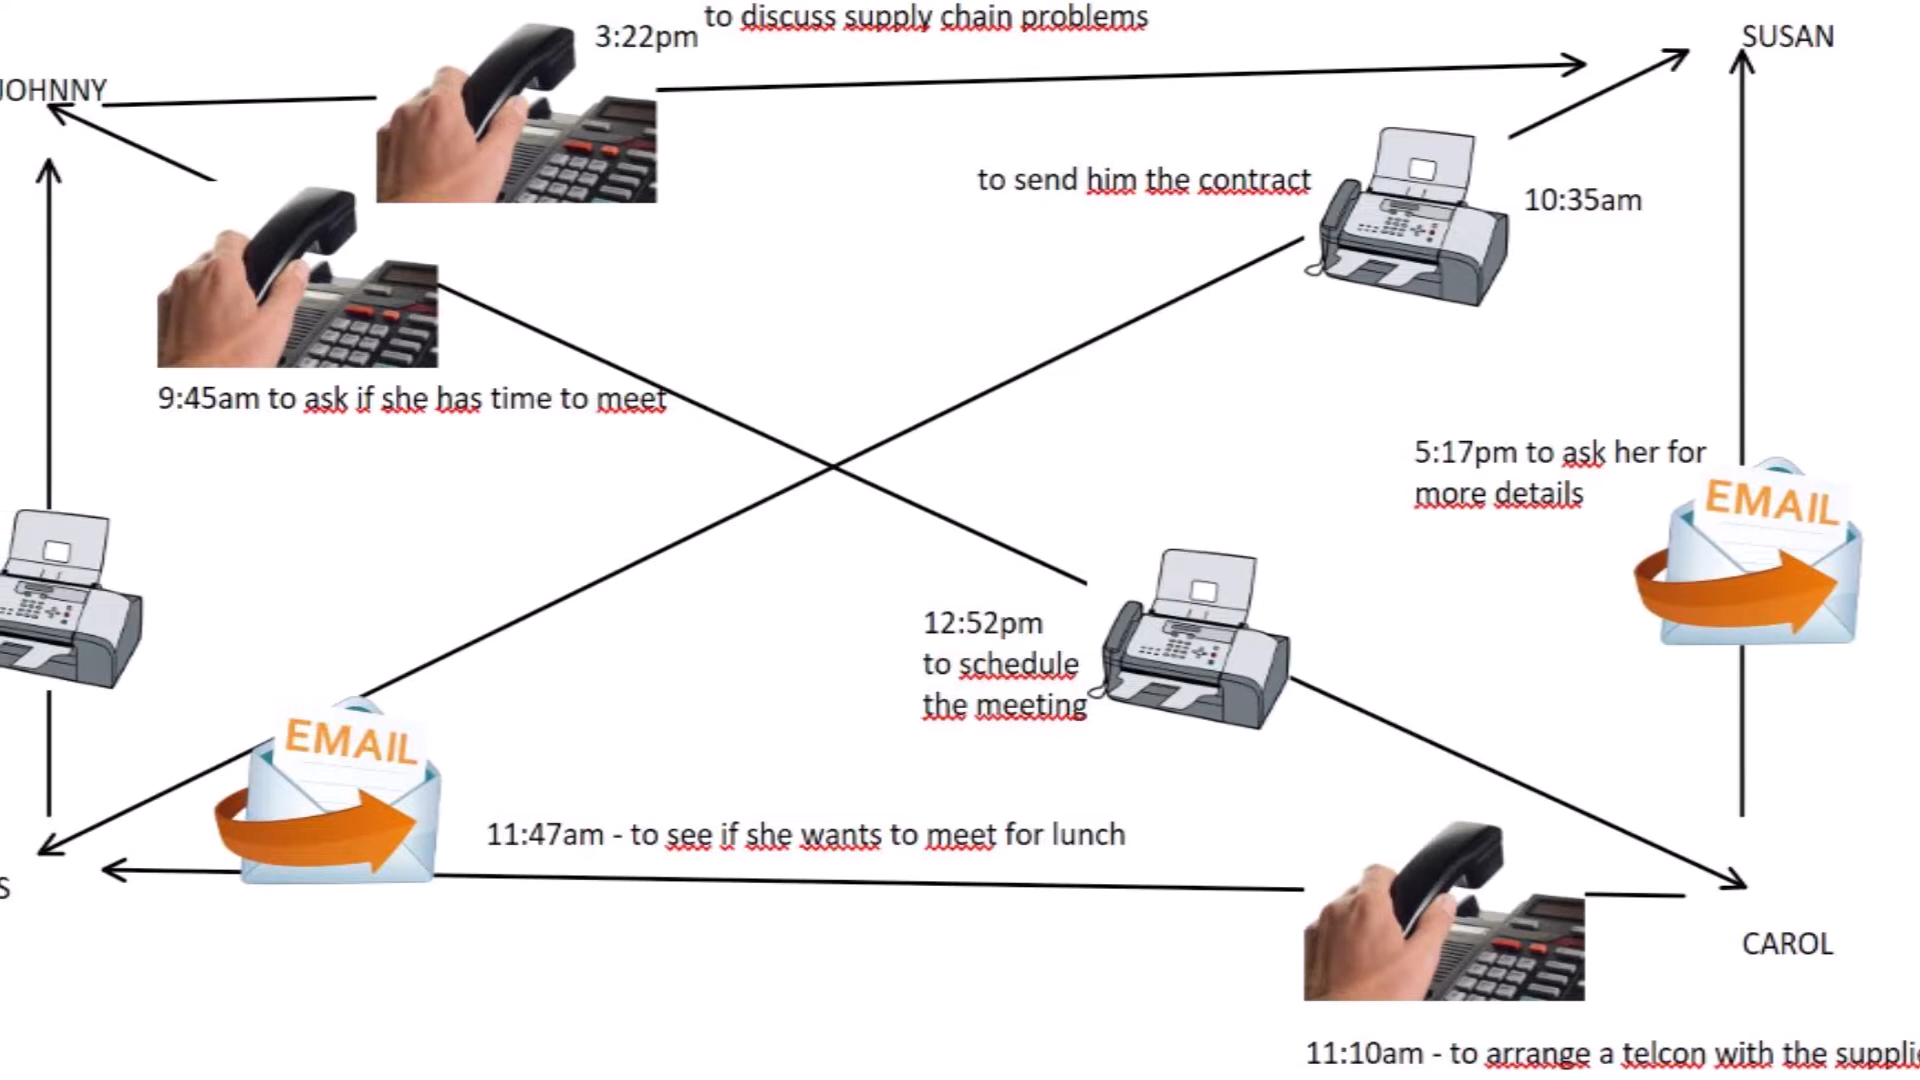 to discuss supply chain problems
3:22pm
SUSAN
JOHNNY
to send him the contract
10:35am
9:45am to ask if she has time to meet
5:17pm to ask her for
more details
EMAIL
12:52pm
to schedule
the meeting
EMAIL
11:47am - to see if she wants to meet for lunch
S
CAROL
11:10am - to arrange a telcon with the